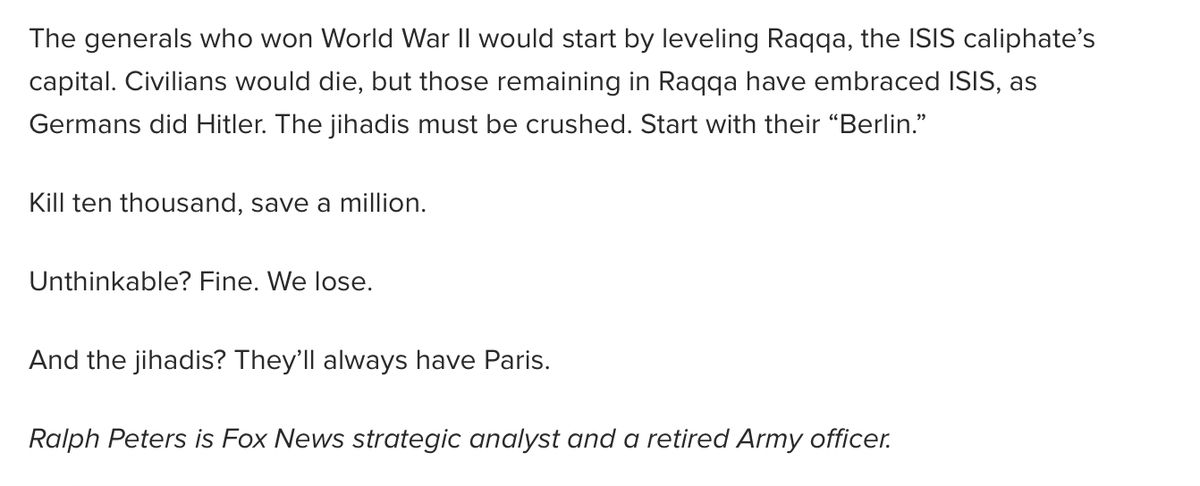 The generals who won World War II would start by leveling Raqqa, the ISIS caliphate’s
capital. Civilians would die, but those remaining in Raqqa have embraced ISIS, as
Germans did Hitler. The jihadis must be crushed. Start with their “Berlin.”
Kill ten thousand, save a million.
Unthinkable? Fine. We lose.
And the jihadis? They’ll always have Paris.
Ralph Peters is Fox News strategic analyst and a retired Army officer.